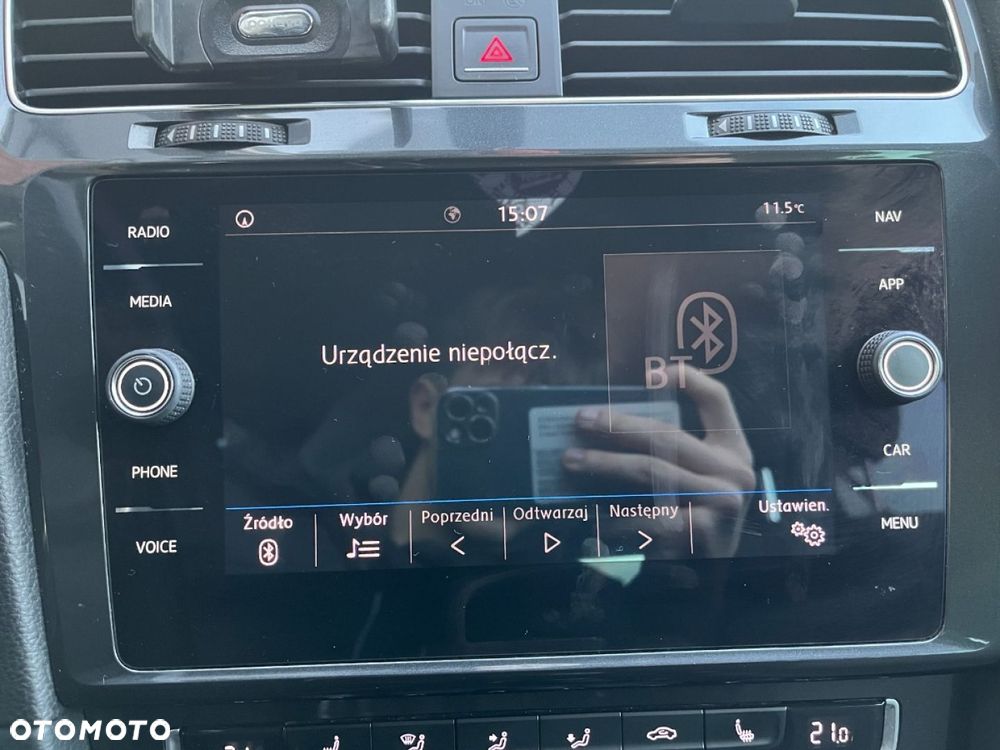 RADIO
MEDIA
PHONE
VOICE
15:07
11.5°C
Urządzenie niepołącz.
BT
Źródło
Wybór
Poprzedni
Odtwarzaj
Następny
Ustawien.
NAV
APP
CAR
MENU
21.0
OTOMOTO